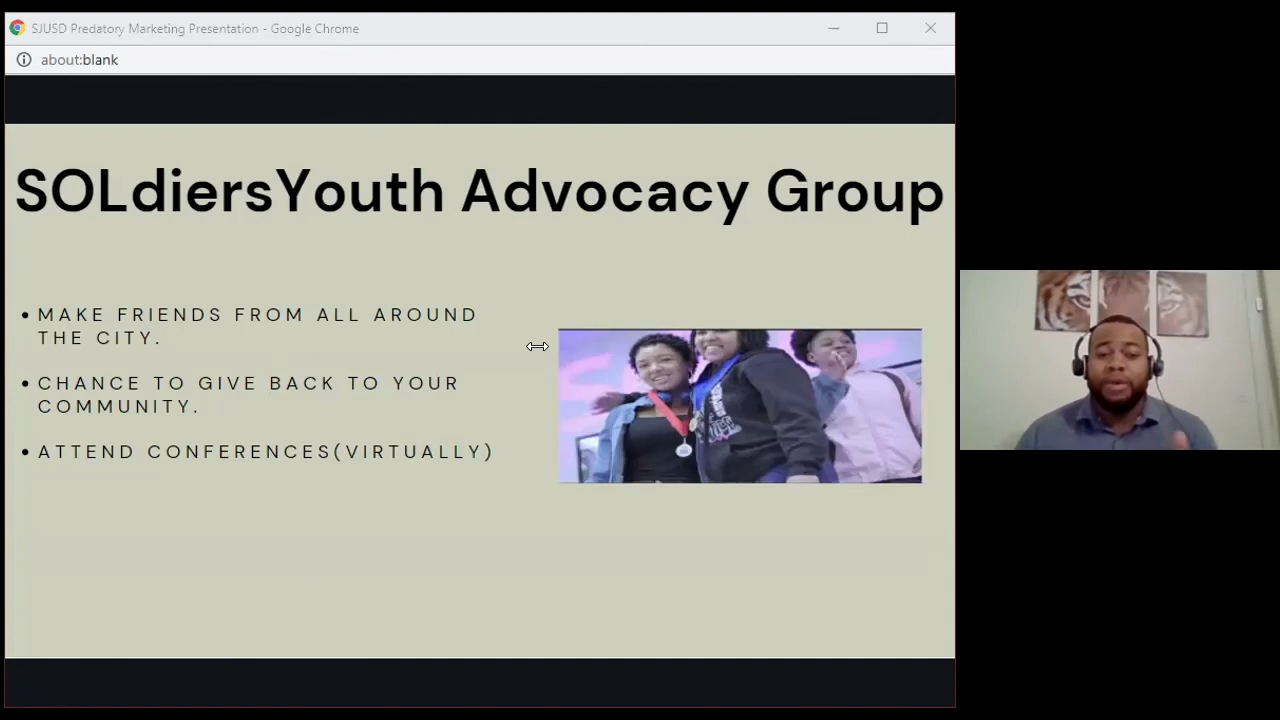 SJUSD Predatory Marketing Presentation - Google Chrome
about:blank
SOLdiersYouth Advocacy Group
• MAKE FRIENDS FROM ALL AROUND
THE CITY.
• CHANCE TO GIVE BACK TO YOUR
COMMUNITY.
• ATTEND CONFERENCES(VIRTUALLY)